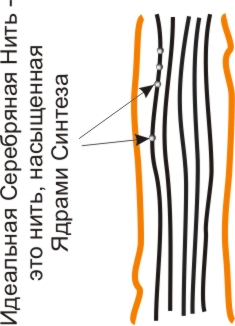 Идеальная Серебряная Нить –
это нить, насыщенная
Ядрами Синтеза